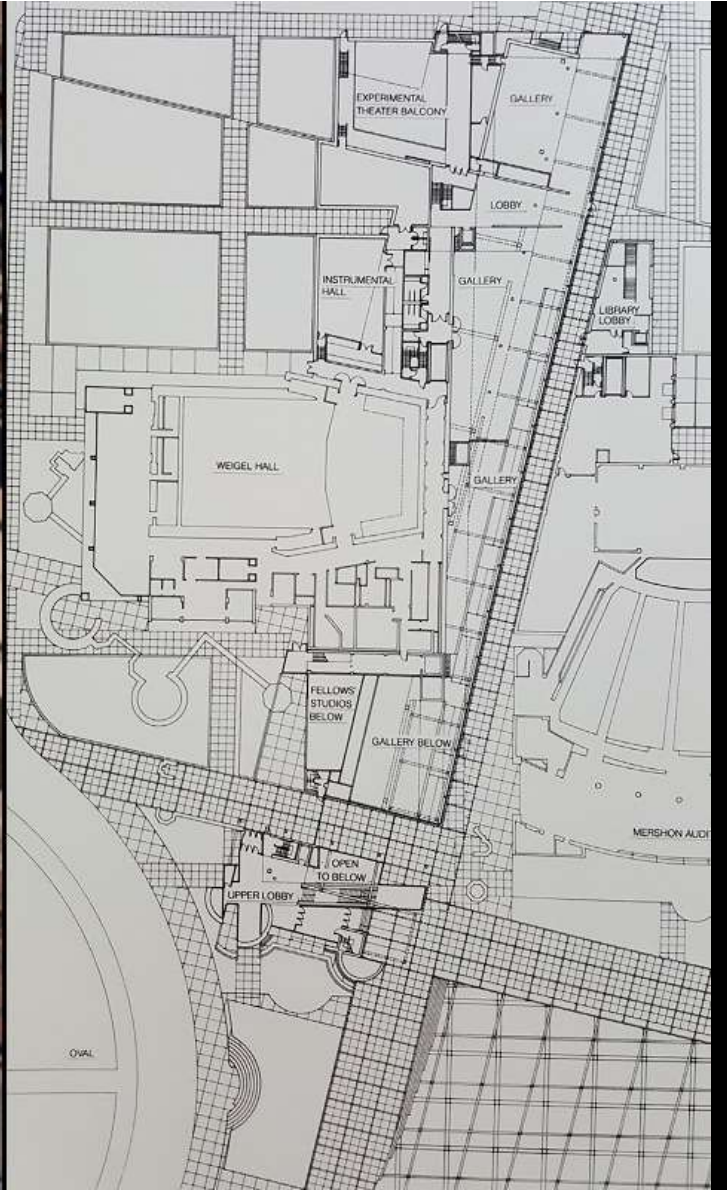 EXPERIMENTAL
THEATER BALCONY
GALLERY
LOBBY
INSTRUMENTAL
HALL
GALLERY
LIBRARY
LOBBY
WEIGEL HALL
GALLERY
FELLOWS'
STUDIOS
BELOW
GALLERY BELOW
MERSHON AUDI
OPEN
TO BELOW
UPPER LOBBY
OVAL